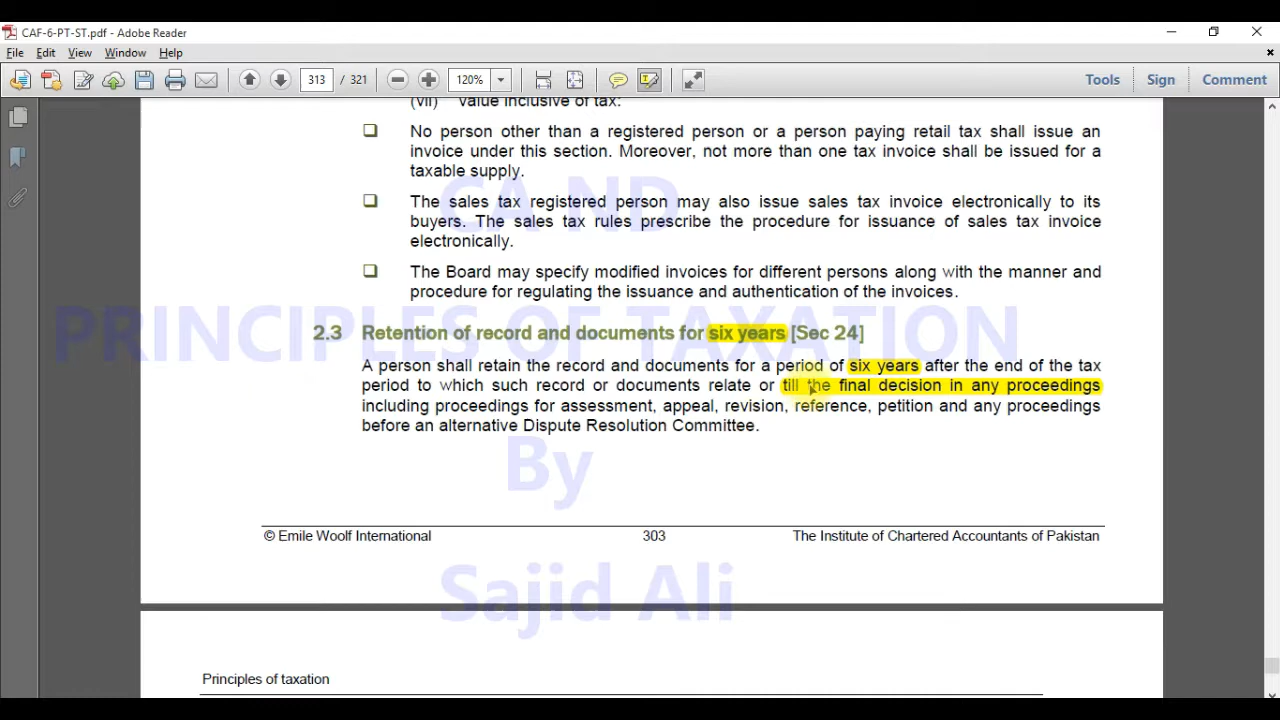 CAF-6-PT-ST.pdf - Adobe Reader
File Edit View Window Help
313 / 321 120% Tools Sign Comment
(vii) value inclusive of tax:
No person other than a registered person or a person paying retail tax shall issue an
invoice under this section. Moreover, not more than one tax invoice shall be issued for a
taxable supply.
The sales tax registered person may also issue sales tax invoice electronically to its
buyers. The sales tax rules prescribe the procedure for issuance of sales tax invoice
electronically.
The Board may specify modified invoices for different persons along with the manner and
procedure for regulating the issuance and authentication of the invoices.
2.3 Retention of record and documents for six years [Sec 24]
A person shall retain the record and documents for a period of six years after the end of the tax
period to which such record or documents relate or till the final decision in any proceedings
including proceedings for assessment, appeal, revision, reference, petition and any proceedings
before an alternative Dispute Resolution Committee.
© Emile Woolf International 303 The Institute of Chartered Accountants of Pakistan
Principles of taxation
CA ND
PRINCIPLES OF TAXATION
By
Sajid Ali